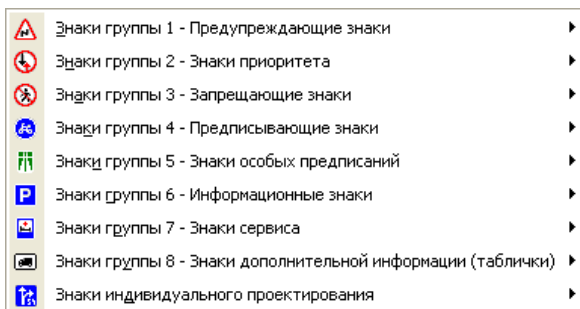 Знаки группы 1 - Предупреждающие знаки
Знаки группы 2 - Знаки приоритета
Знаки группы 3 - Запрещающие знаки
Знаки группы 4 - Предписывающие знаки
Знаки группы 5 - Знаки особых предписаний
P Знаки группы 6 - Информационные знаки
Знаки группы 7 - Знаки сервиса
Знаки группы 8 - Знаки дополнительной информации (таблички)
Знаки индивидуального проектирования